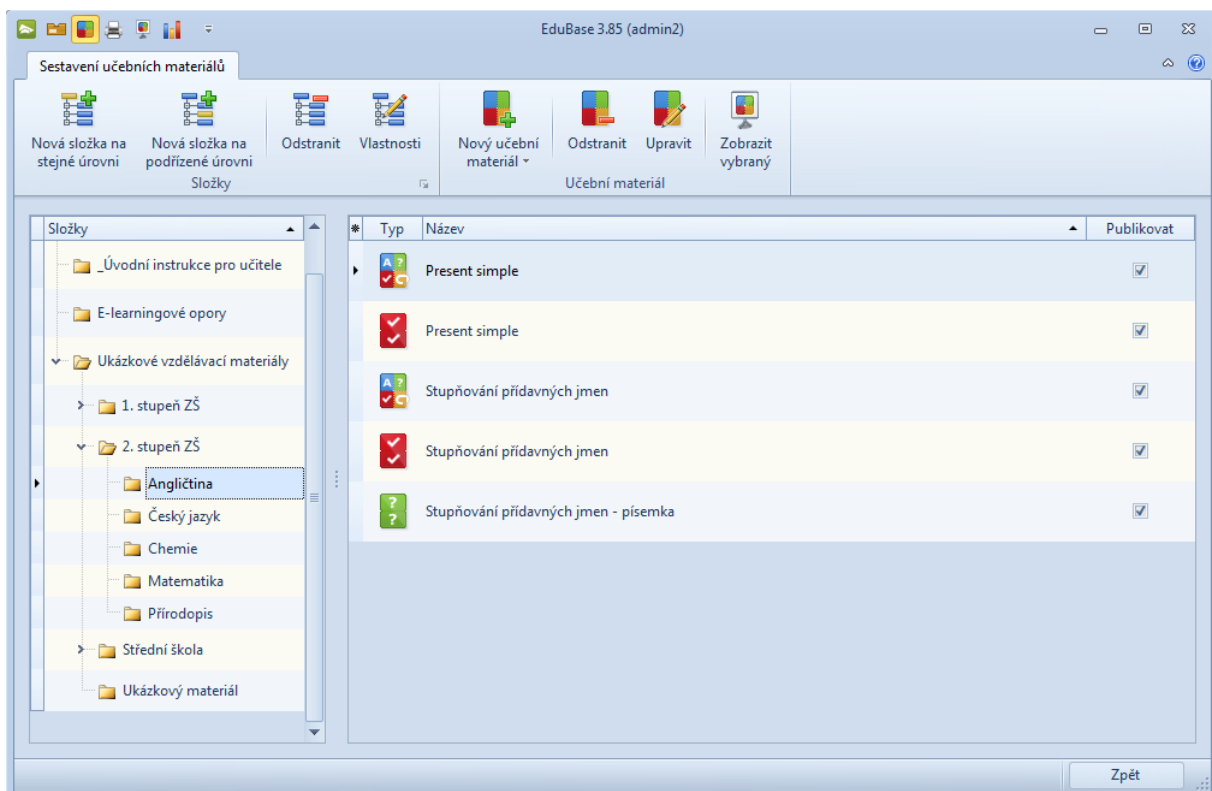 EduBase 3.85 (admin2)
Sestavení učebních materiálů
Nová složka na
stejné úrovni
Nová složka na
podřízené úrovni
Odstranit
Vlastnosti
Nový učební
materiál
Odstranit
Upravit
Zobrazit
vybraný
Složky
Učební materiál
Složky
_Úvodní instrukce pro učitele
E-learningové opory
Ukázkové vzdělávací materiály
1. stupeň ZŠ
2. stupeň ZŠ
Angličtina
Český jazyk
Chemie
Matematika
Přírodopis
Střední škola
Ukázkový materiál
Typ Název Publikovat
Present simple
Present simple
Stupňování přídavných jmen
Stupňování přídavných jmen
Stupňování přídavných jmen - písemka
Zpět